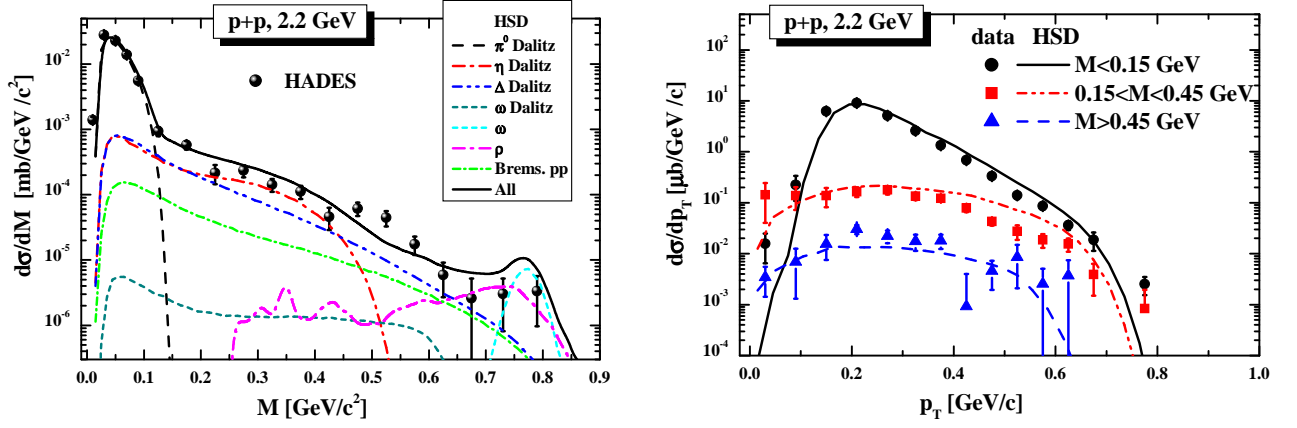 p+p, 2.2 GeV
HADES
HSD
π⁰ Dalitz
η Dalitz
Δ Dalitz
ω Dalitz
ω
ρ
Brems. pp
All
dσ/dM [mb/GeV /c²]
10⁻²
10⁻³
10⁻⁴
10⁻⁵
10⁻⁶
0.0 0.1 0.2 0.3 0.4 0.5 0.6 0.7 0.8 0.9
M [GeV/c²]
p+p, 2.2 GeV
data HSD
M<0.15 GeV
0.15<M<0.45 GeV
M>0.45 GeV
dσ/dp_T [μb/GeV /c]
10²
10¹
10⁰
10⁻¹
10⁻²
10⁻³
10⁻⁴
0.0 0.2 0.4 0.6 0.8 1.0
p_T [GeV/c]